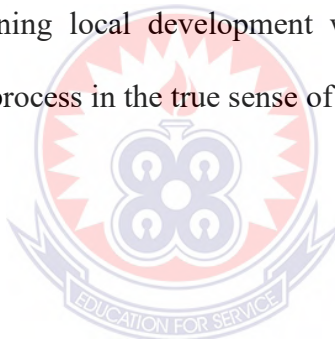 ning local development
process in the true sense of
EDUCATION FOR SERVICE